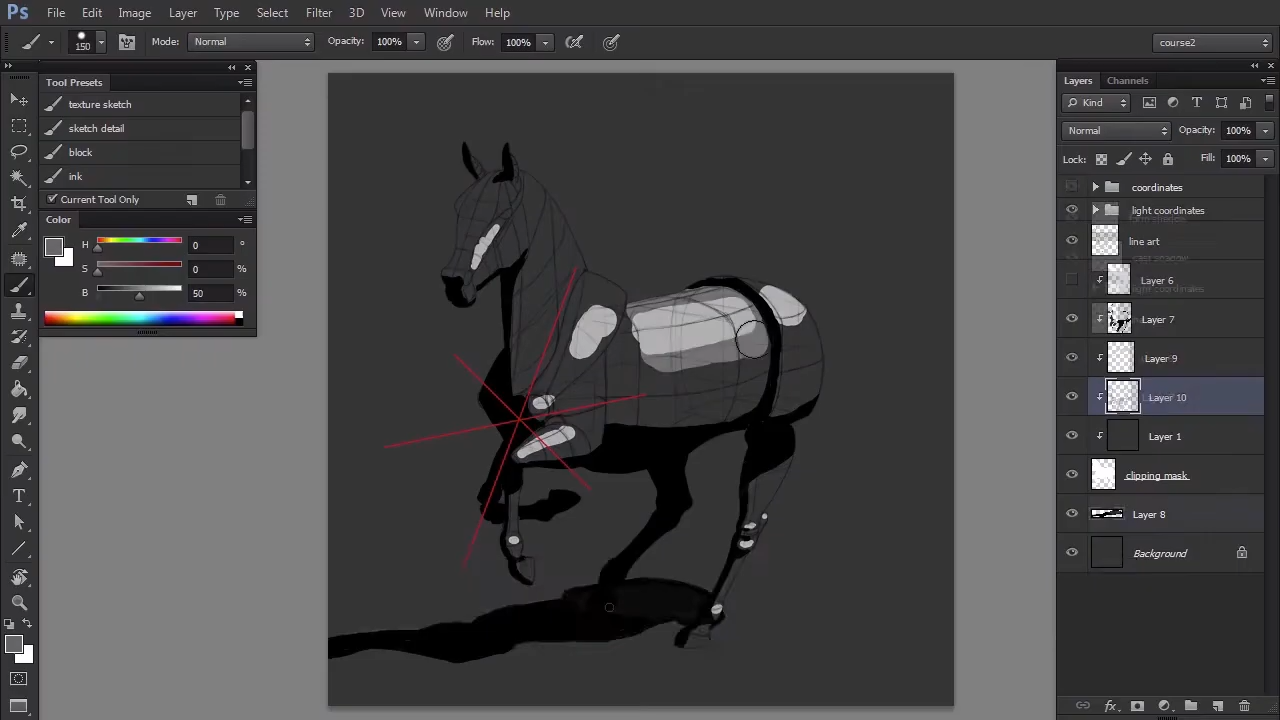 Ps File Edit Image Layer Type Select Filter 3D View Window Help
150 Mode: Normal Opacity: 100% Flow: 100% course2
Tool Presets
texture sketch
sketch detail
block
ink
Current Tool Only
Color
H 0 °
S 0 %
B 50 %
Layers Channels
Kind
Normal Opacity: 100%
Lock: Fill: 100%
coordinates
light coordinates
line art
Layer 6
Layer 7
Layer 9
Layer 10
Layer 1
clipping mask
Layer 8
Background